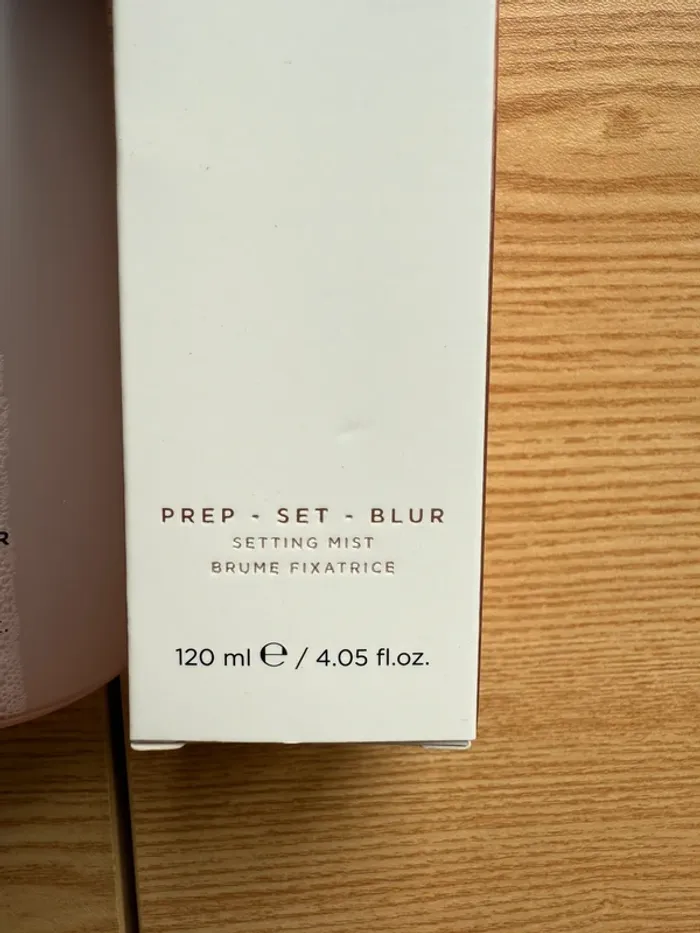 PREP - SET - BLUR
SETTING MIST
BRUME FIXATRICE
120 ml ℮ / 4.05 fl.oz.
R